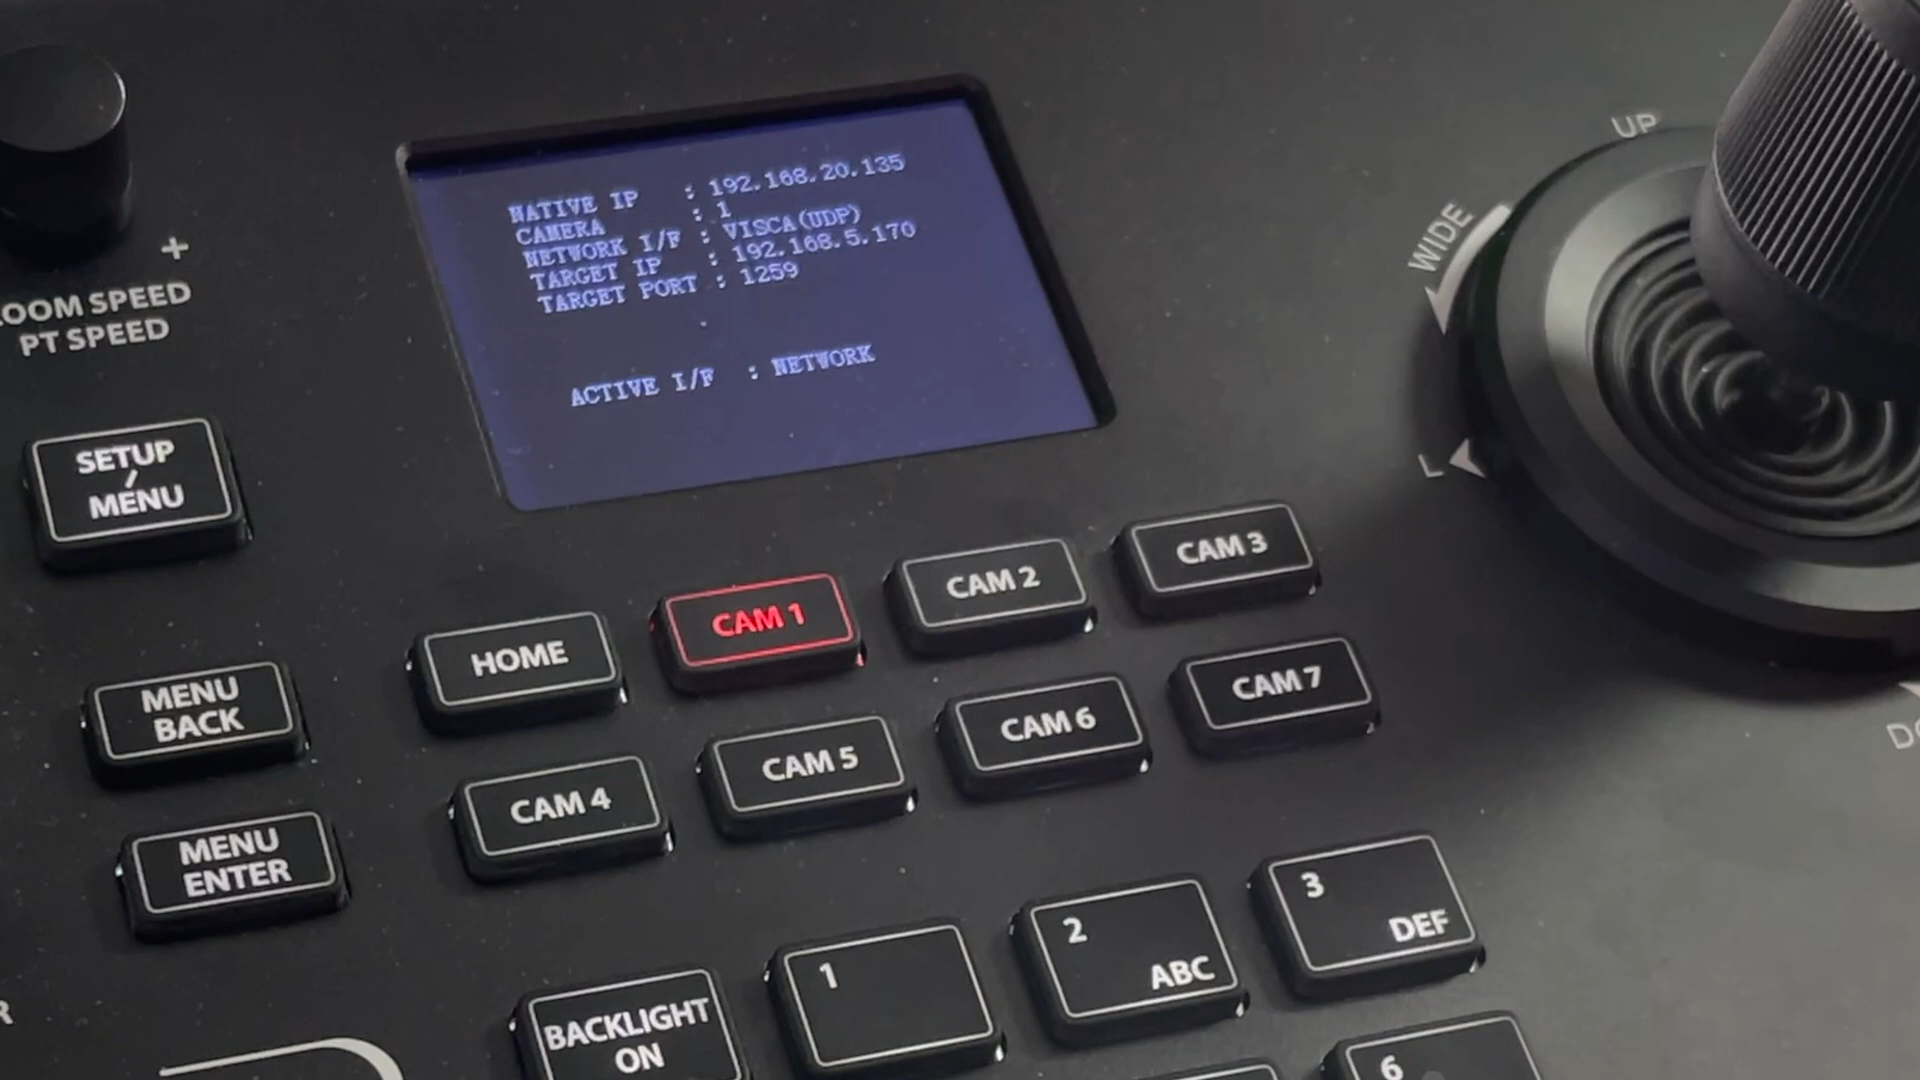 NATIVE IP : 192.168.20.135
CAMERA : 1
NETWORK I/F : VISCA(UDP)
TARGET IP : 192.168.5.170
TARGET PORT : 1259
ACTIVE I/F : NETWORK
UP
WIDE
L
+
OOM SPEED
PT SPEED
SETUP
/
MENU
HOME
CAM 1
CAM 2
CAM 3
MENU
BACK
CAM 4
CAM 5
CAM 6
CAM 7
MENU
ENTER
BACKLIGHT
ON
1
2
ABC
3
DEF
6